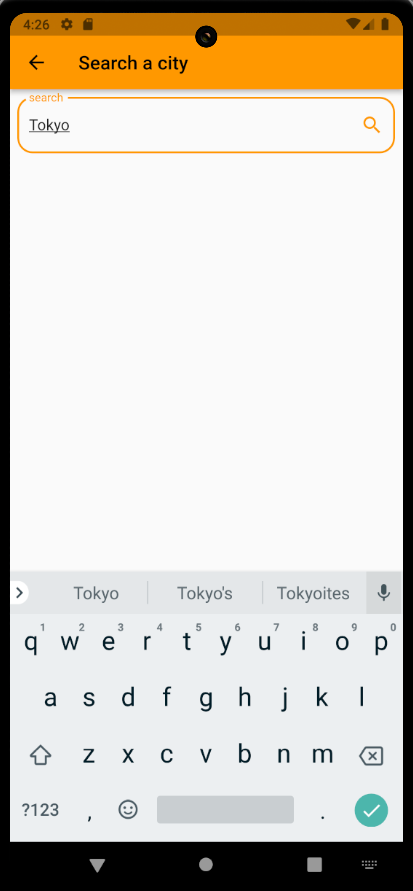 4:26
Search a city
search
Tokyo
Tokyo Tokyo's Tokyoites
1 2 3 4 5 6 7 8 9 0
q w e r t y u i o p
a s d f g h j k l
z x c v b n m
?123 , .